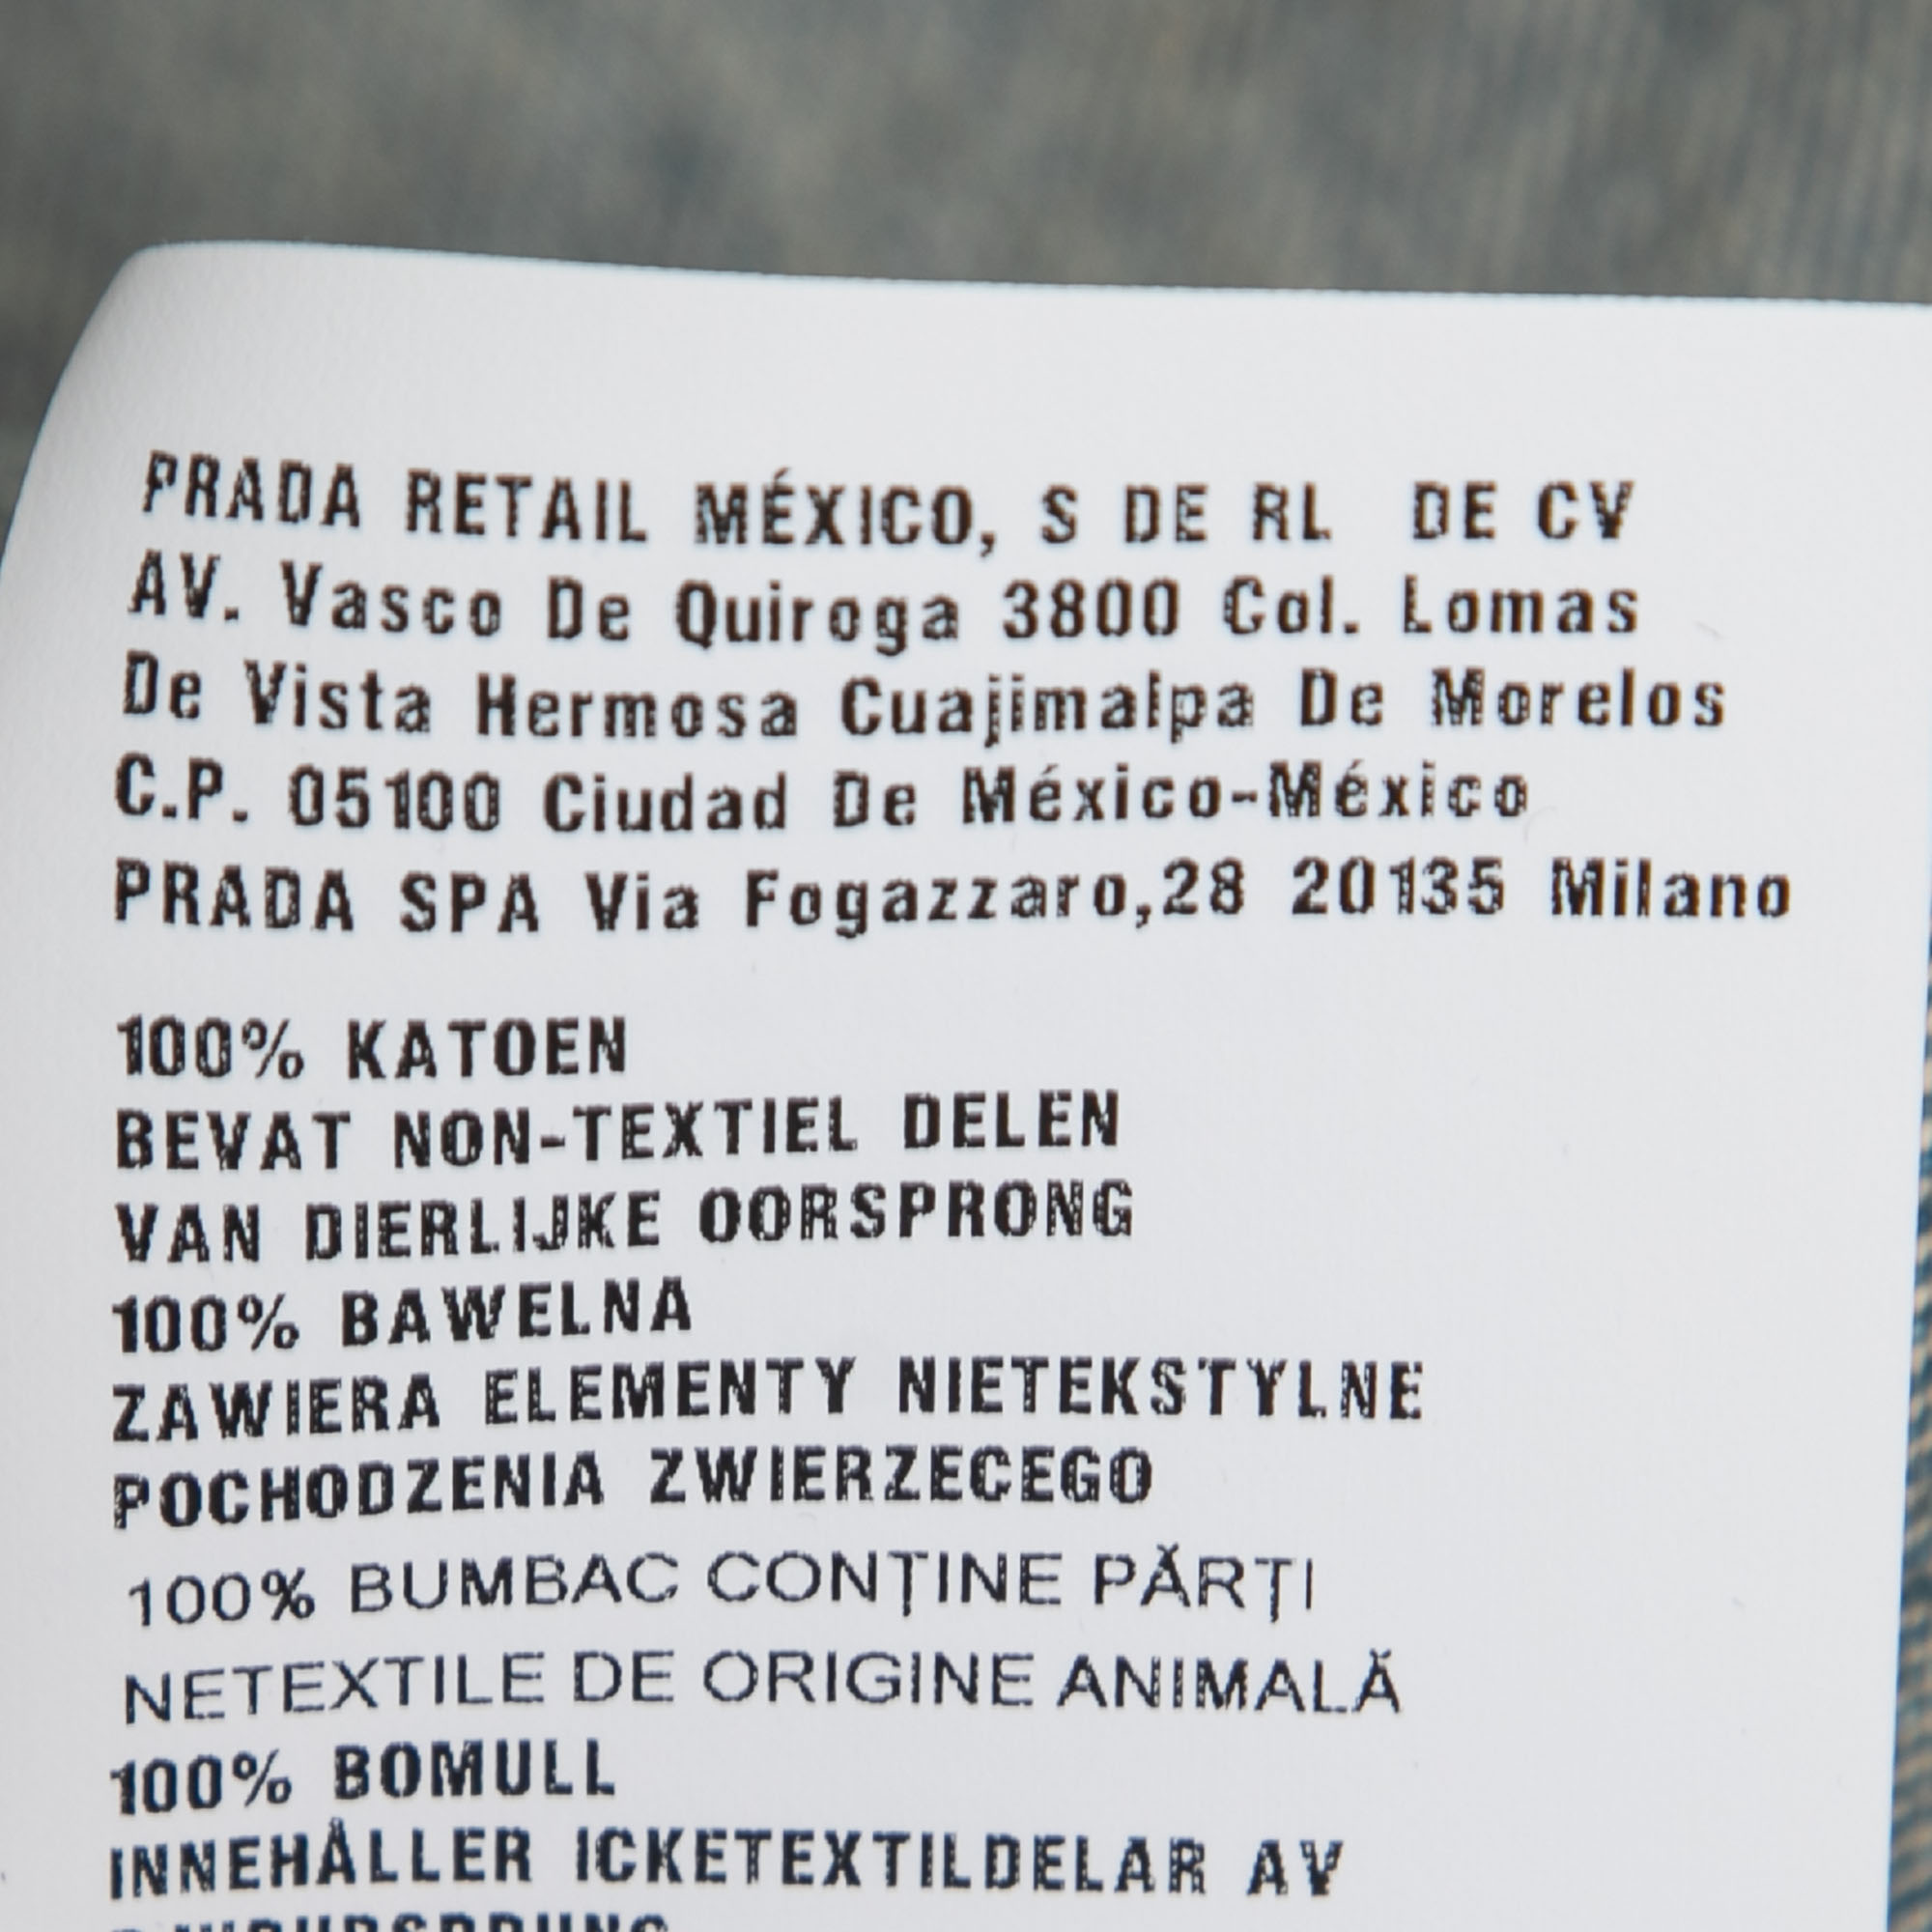 PRADA RETAIL MÉXICO, S DE RL DE CV
AV. Vasco De Quiroga 3800 Col. Lomas
De Vista Hermosa Cuajimalpa De Morelos
C.P. 05100 Ciudad De México-México
PRADA SPA Via Fogazzaro,28 20135 Milano
100% KATOEN
BEVAT NON-TEXTIEL DELEN
VAN DIERLIJKE OORSPRONG
100% BAWELNA
ZAWIERA ELEMENTY NIETEKSTYLNE
POCHODZENIA ZWIERZECEGO
100% BUMBAC CONȚINE PĂRȚI
NETEXTILE DE ORIGINE ANIMALĂ
100% BOMULL
INNEHÅLLER ICKETEXTILDELAR AV